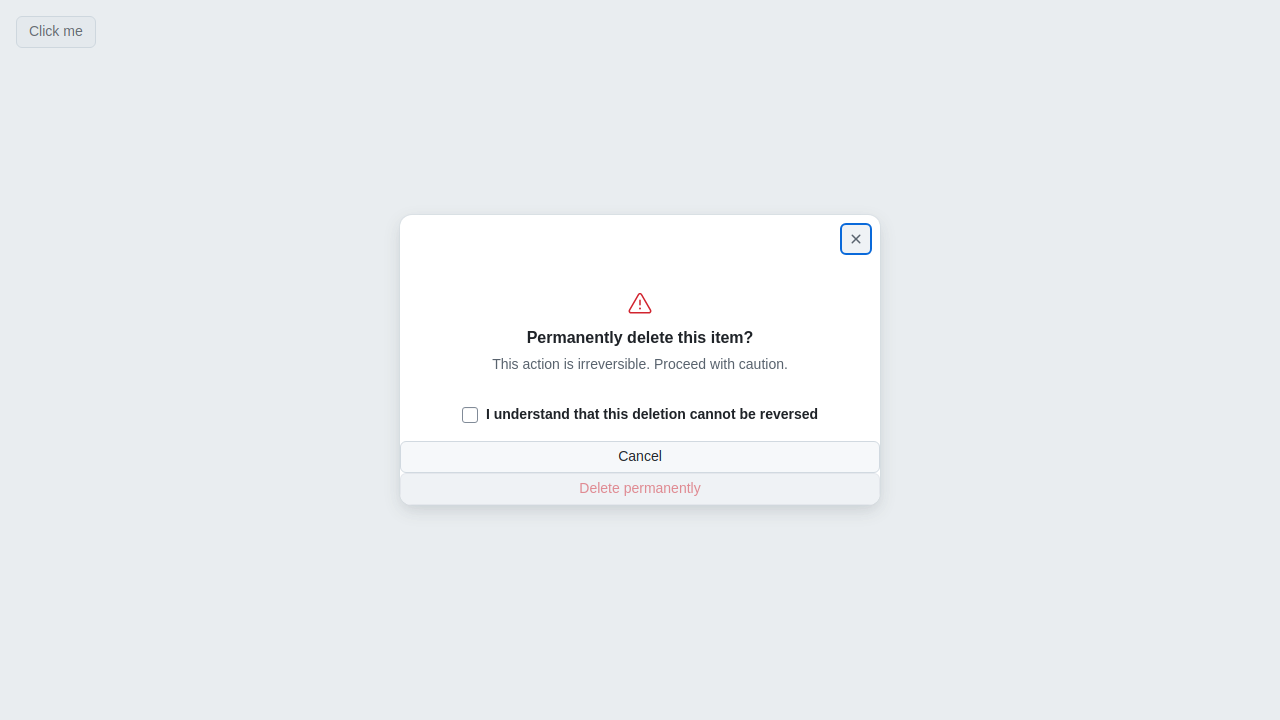 Click me
Permanently delete this item?
This action is irreversible. Proceed with caution.
I understand that this deletion cannot be reversed
Cancel
Delete permanently